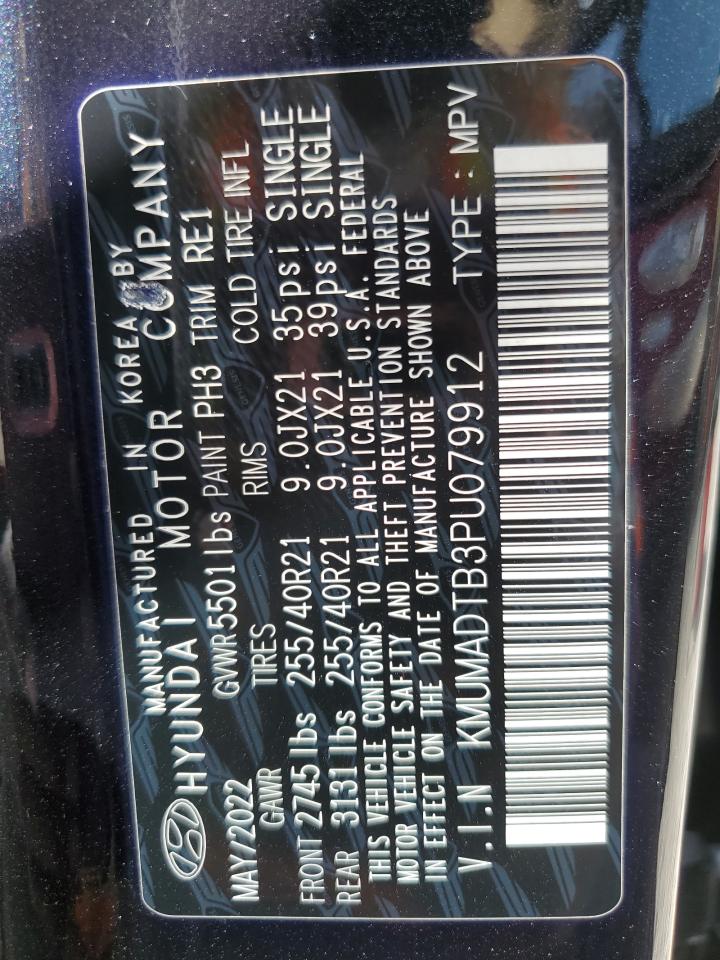 MANUFACTURED IN KOREA BY
HYUNDAI MOTOR COMPANY
MAY/2022 GVWR 5501lbs PAINT PH3 TRIM RE1
GAWR TIRES RIMS COLD TIRE INFL
FRONT 2745lbs 255/40R21 9.0JX21 35psi SINGLE
REAR 3131lbs 255/40R21 9.0JX21 39psi SINGLE
THIS VEHICLE CONFORMS TO ALL APPLICABLE U.S.A. FEDERAL
MOTOR VEHICLE SAFETY AND THEFT PREVENTION STANDARDS
IN EFFECT ON THE DATE OF MANUFACTURE SHOWN ABOVE
V.I.N KMUMADTB3PU079912 TYPE : MPV